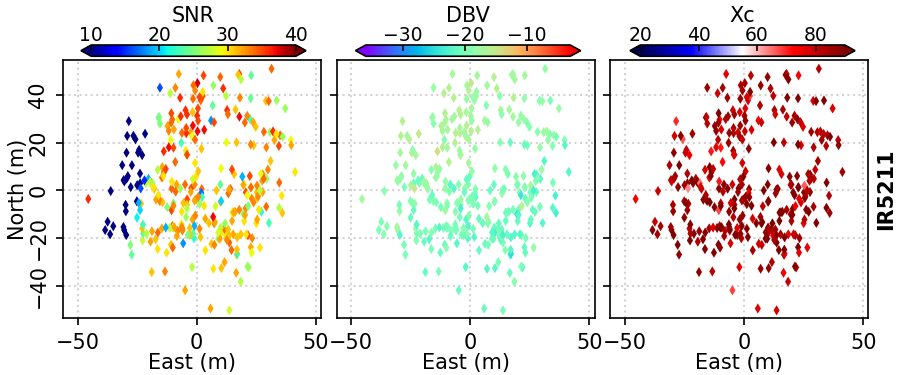 SNR DBV Xc
10 20 30 40 −30 −20 −10 20 40 60 80
40
20
0
−20
−40
North (m)
−50 0 50 −50 0 50 −50 0 50
East (m) East (m) East (m)
IR5211